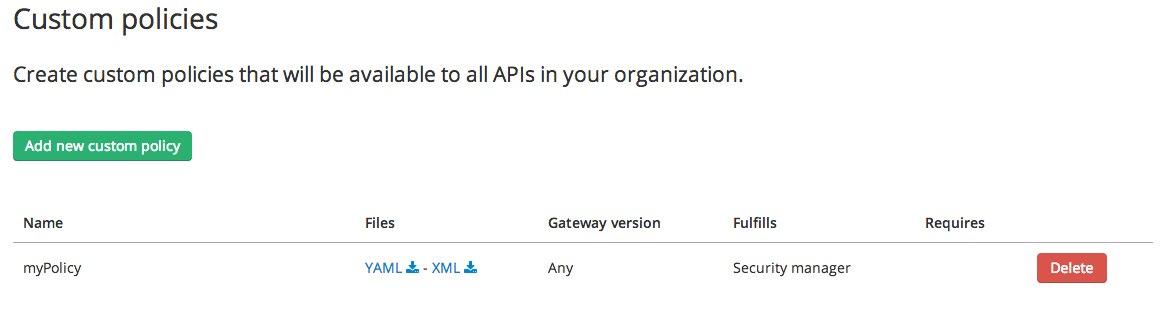 Custom policies
Create custom policies that will be available to all APIs in your organization.
Add new custom policy
Name Files Gateway version Fulfills Requires
myPolicy YAML - XML Any Security manager Delete